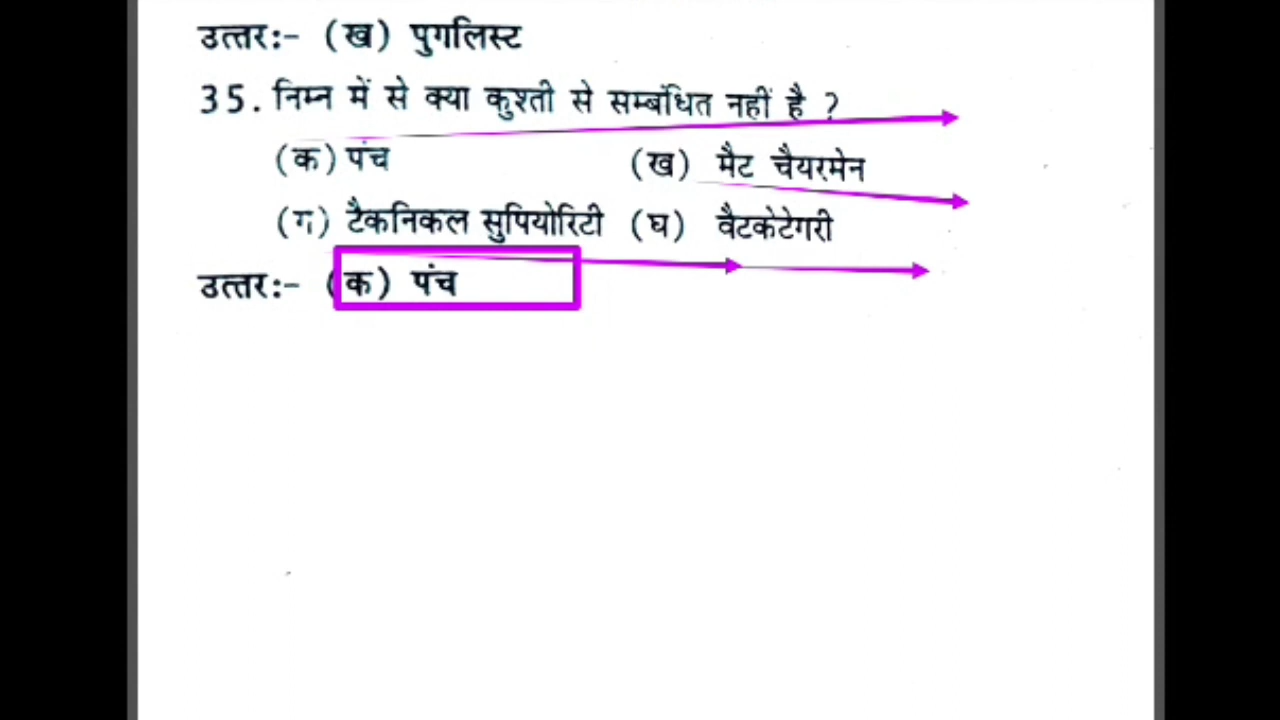 उत्तरः- (ख) पुगलिस्ट
35. निम्न में से क्या कुश्ती से सम्बंधित नहीं है ?
(क) पंच (ख) मैट चैयरमेन
(ग) टैकनिकल सुपियोरिटी (घ) वैटकेटेगरी
उत्तरः- (क) पंच